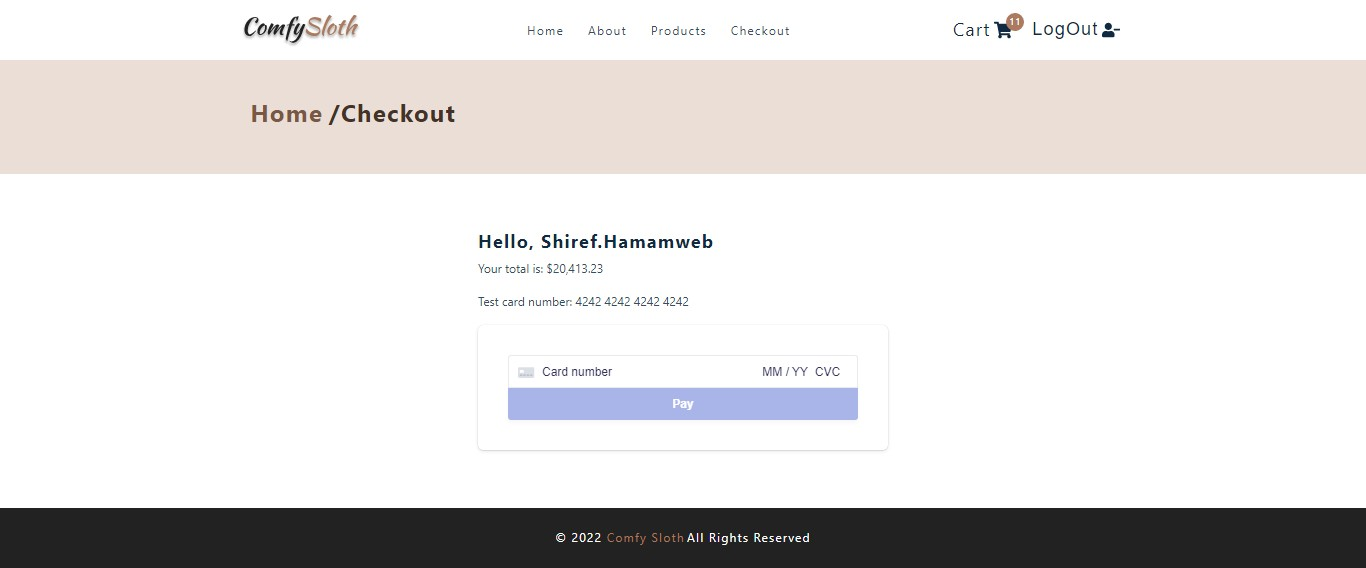 ComfySloth Home About Products Checkout Cart 11 LogOut
Home /Checkout
Hello, Shiref.Hamamweb
Your total is: $20,413.23
Test card number: 4242 4242 4242 4242
Card number MM / YY CVC
Pay
© 2022 Comfy Sloth All Rights Reserved